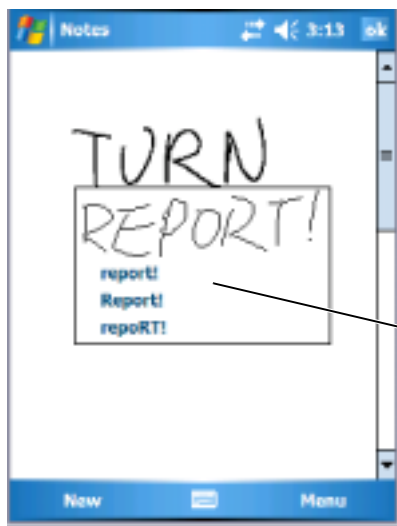 Notes 3:13 ok
TURN
REPORT!
report!
Report!
repoRT!
New Menu